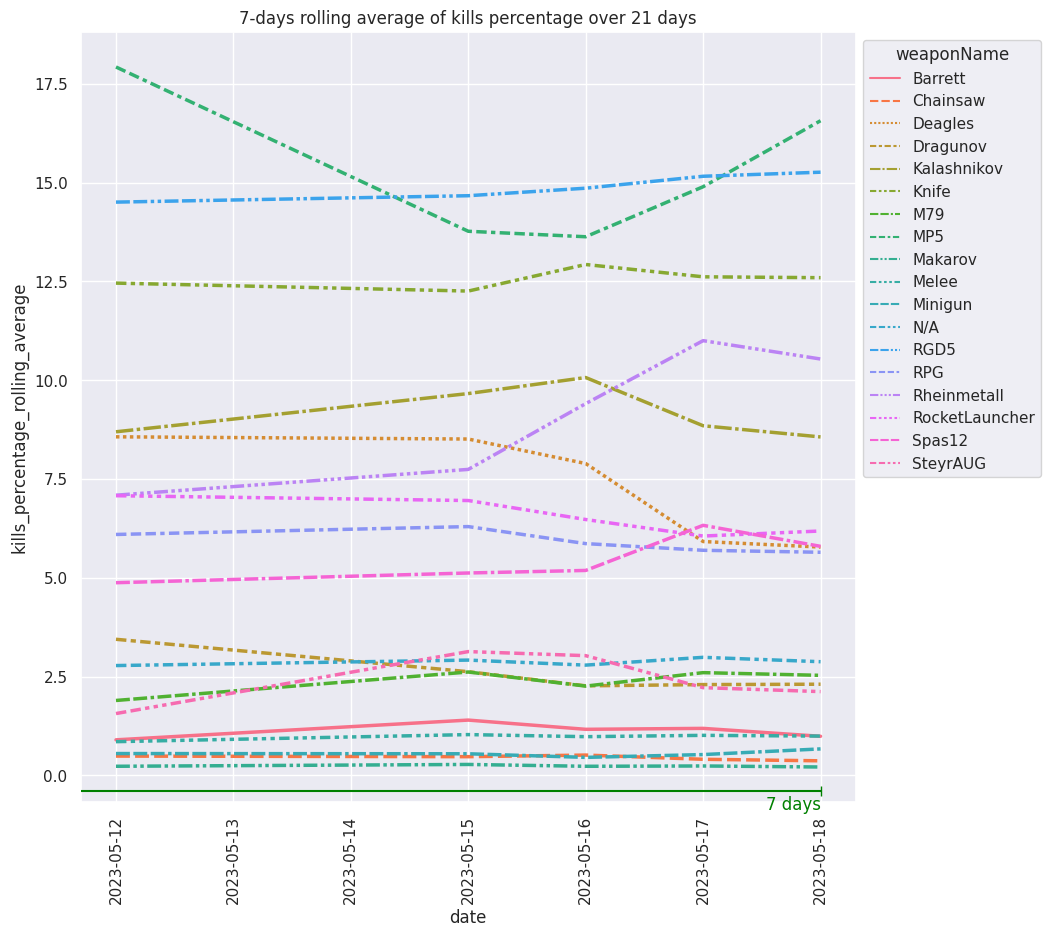 7-days rolling average of kills percentage over 21 days
kills_percentage_rolling_average
17.5
15.0
12.5
10.0
7.5
5.0
2.5
0.0
7 days
2023-05-12
2023-05-13
2023-05-14
2023-05-15
2023-05-16
2023-05-17
2023-05-18
date
weaponName
Barrett
Chainsaw
Deagles
Dragunov
Kalashnikov
Knife
M79
MP5
Makarov
Melee
Minigun
N/A
RGD5
RPG
Rheinmetall
RocketLauncher
Spas12
SteyrAUG